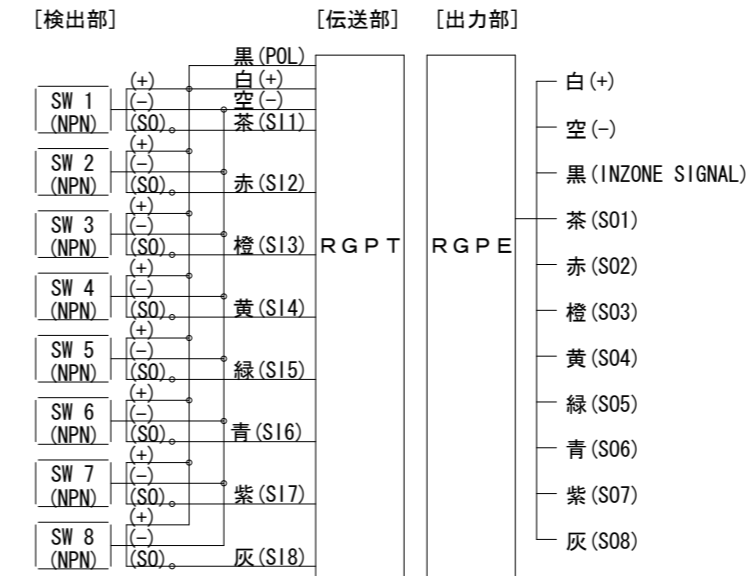 [検出部] [伝送部] [出力部]
黒(POL)
(+) 白(+) 白(+)
SW 1 (-) 空(-)
(NPN) (SO) 茶(SI1) 空(-)
(+)
SW 2 (-) 黒(INZONE SIGNAL)
(NPN) (SO) 赤(SI2)
(+) 茶(SO1)
SW 3 (-)
(NPN) (SO) 橙(SI3) RGPT RGPE
(+) 赤(SO2)
SW 4 (-)
(NPN) (SO) 黄(SI4) 橙(SO3)
(+)
SW 5 (-) 黄(SO4)
(NPN) (SO) 緑(SI5)
(+)
SW 6 (-) 緑(SO5)
(NPN) (SO) 青(SI6)
(+) 青(SO6)
SW 7 (-)
(NPN) (SO) 紫(SI7) 紫(SO7)
(+)
SW 8 (-) 灰(SO8)
(NPN) (SO) 灰(SI8)